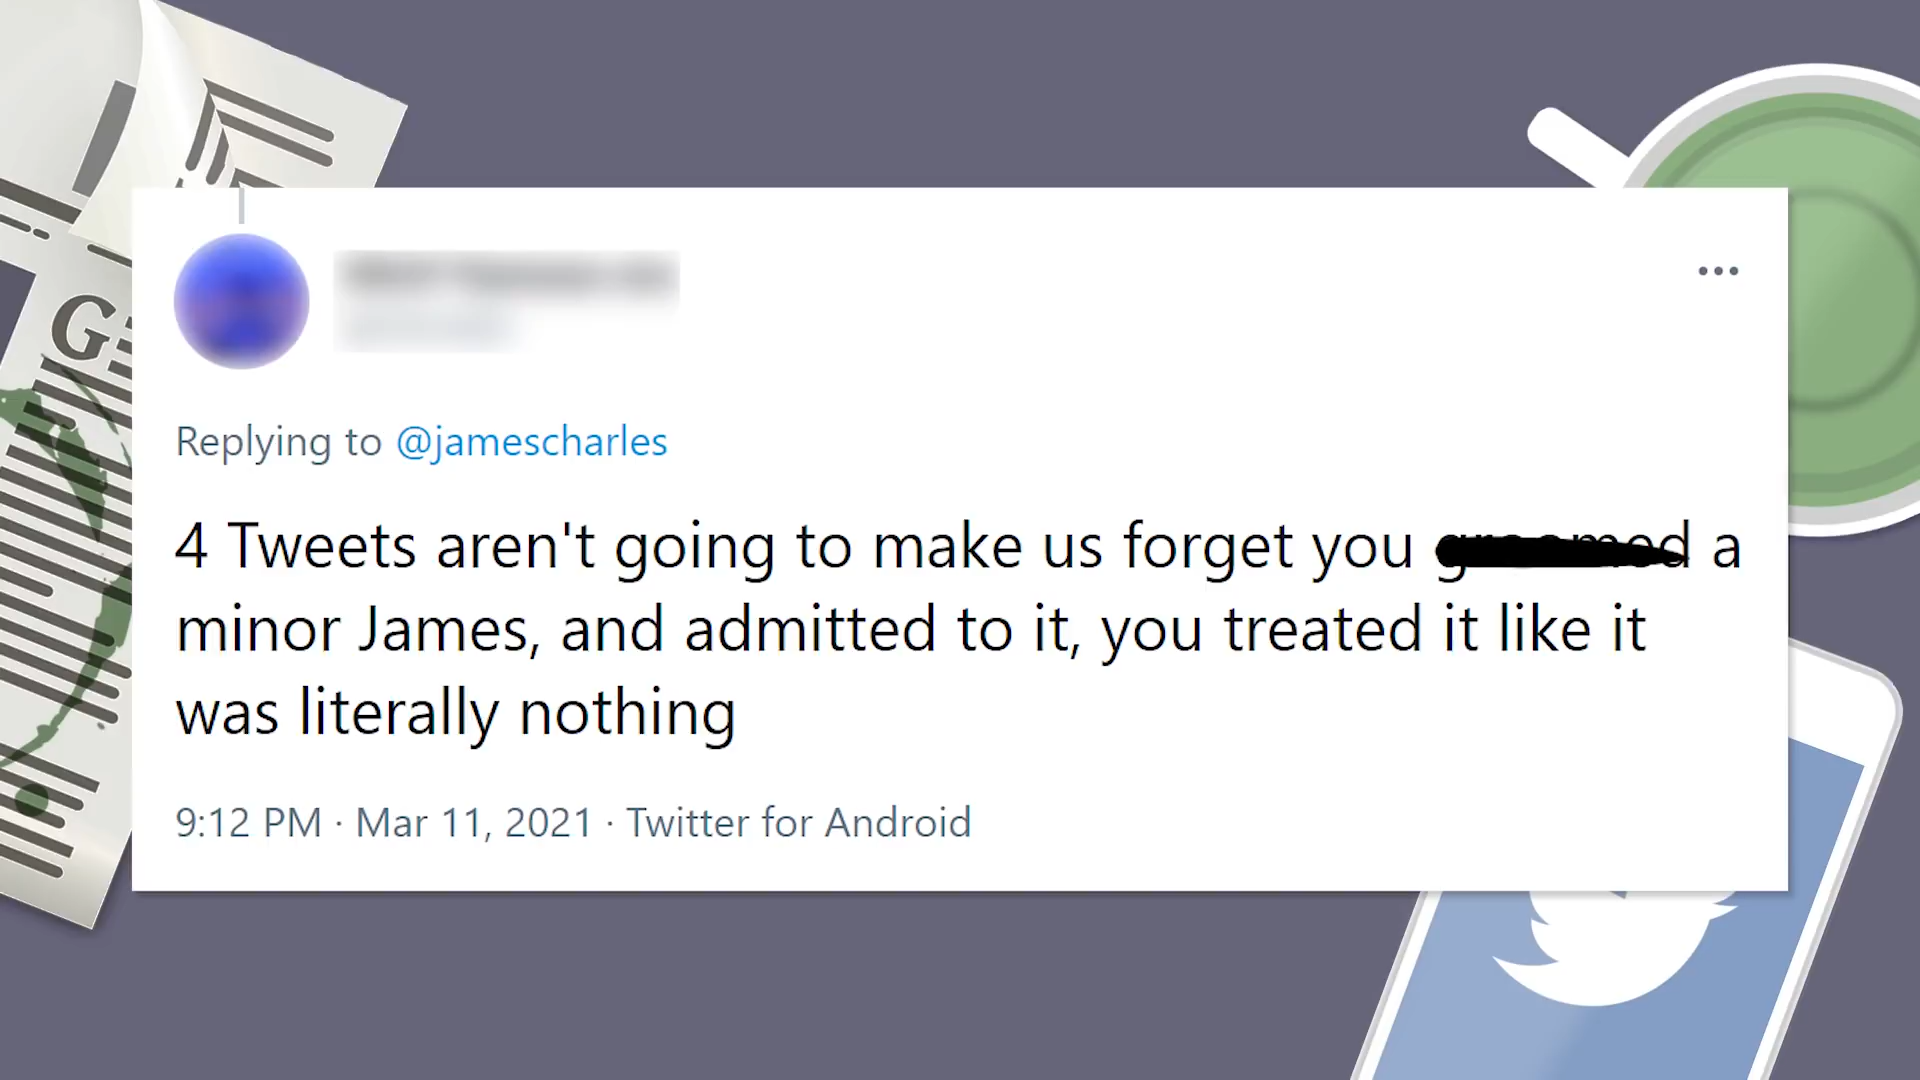 G
Replying to @jamescharles
4 Tweets aren't going to make us forget you groomed a
minor James, and admitted to it, you treated it like it
was literally nothing
9:12 PM · Mar 11, 2021 · Twitter for Android